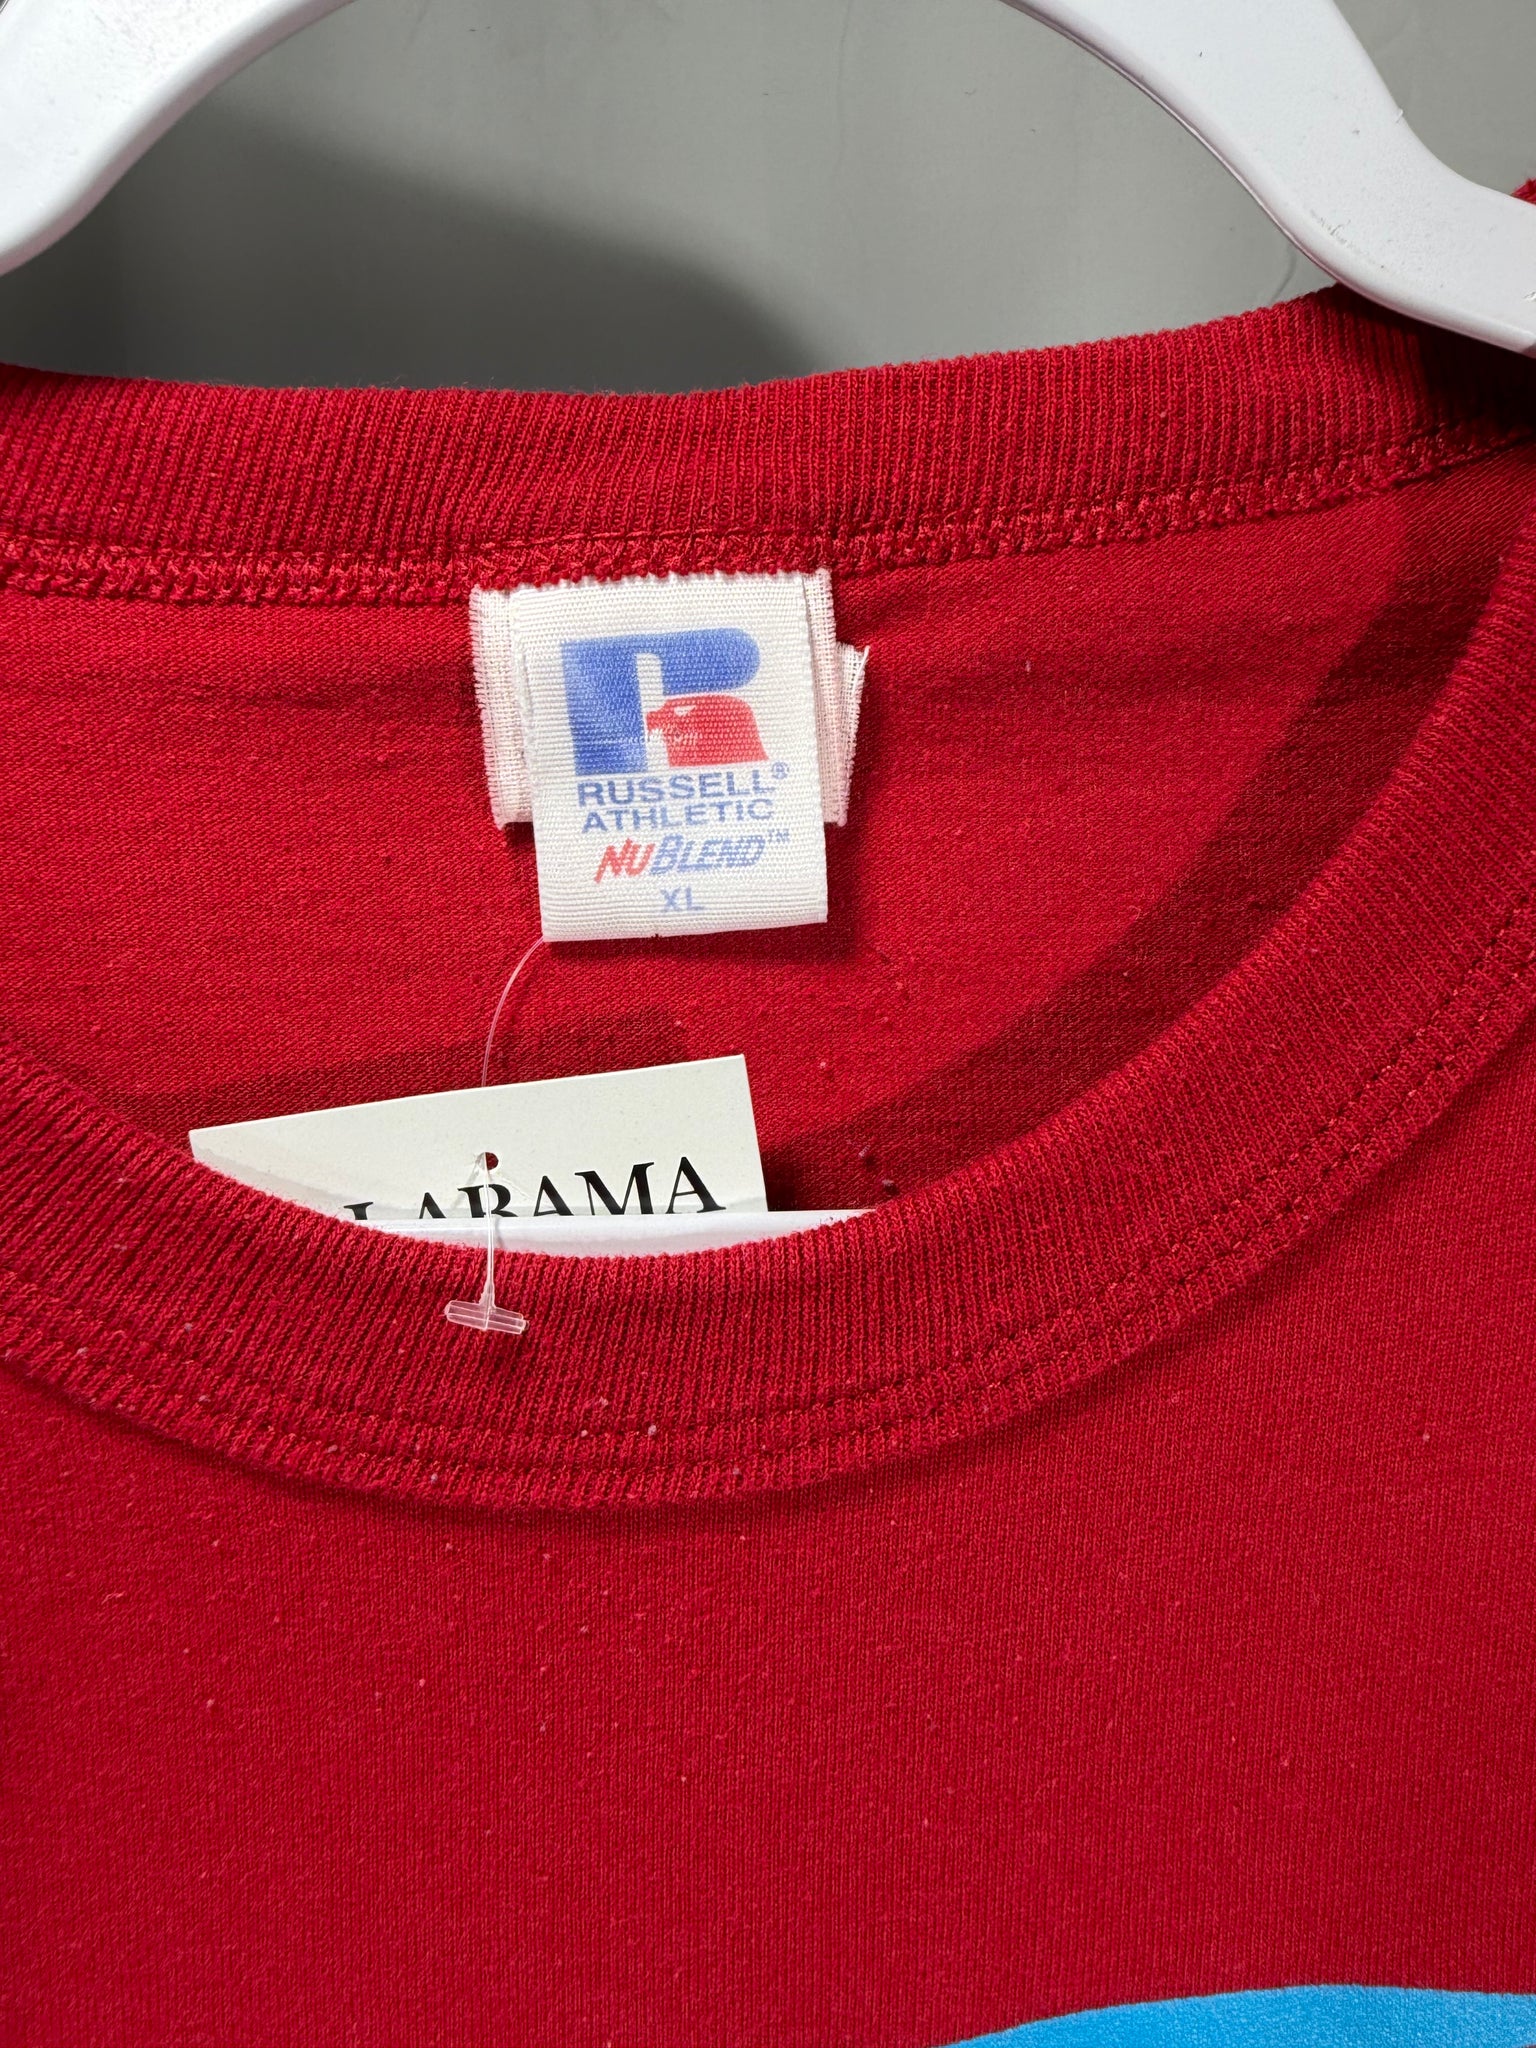 R
RUSSELL®
ATHLETIC
NUBLEND™
XL
LABAMA